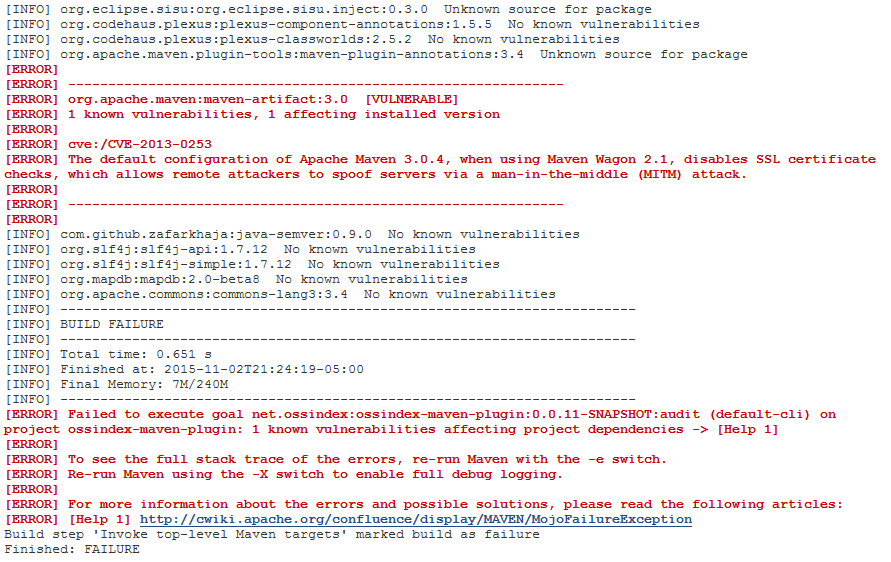 [INFO] org.eclipse.sisu:org.eclipse.sisu.inject:0.3.0  Unknown source for package
[INFO] org.codehaus.plexus:plexus-component-annotations:1.5.5  No known vulnerabilities
[INFO] org.codehaus.plexus:plexus-classworlds:2.5.2  No known vulnerabilities
[INFO] org.apache.maven.plugin-tools:maven-plugin-annotations:3.4  Unknown source for package
[ERROR]
[ERROR] --------------------------------------------------------------
[ERROR] org.apache.maven:maven-artifact:3.0  [VULNERABLE]
[ERROR] 1 known vulnerabilities, 1 affecting installed version
[ERROR]
[ERROR] cve:/CVE-2013-0253
[ERROR] The default configuration of Apache Maven 3.0.4, when using Maven Wagon 2.1, disables SSL certificate
checks, which allows remote attackers to spoof servers via a man-in-the-middle (MITM) attack.
[ERROR]
[ERROR] --------------------------------------------------------------
[ERROR]
[INFO] com.github.zafarkhaja:java-semver:0.9.0  No known vulnerabilities
[INFO] org.slf4j:slf4j-api:1.7.12  No known vulnerabilities
[INFO] org.slf4j:slf4j-simple:1.7.12  No known vulnerabilities
[INFO] org.mapdb:mapdb:2.0-beta8  No known vulnerabilities
[INFO] org.apache.commons:commons-lang3:3.4  No known vulnerabilities
[INFO] ------------------------------------------------------------------------
[INFO] BUILD FAILURE
[INFO] ------------------------------------------------------------------------
[INFO] Total time: 0.651 s
[INFO] Finished at: 2015-11-02T21:24:19-05:00
[INFO] Final Memory: 7M/240M
[INFO] ------------------------------------------------------------------------
[ERROR] Failed to execute goal net.ossindex:ossindex-maven-plugin:0.0.11-SNAPSHOT:audit (default-cli) on
project ossindex-maven-plugin: 1 known vulnerabilities affecting project dependencies -> [Help 1]
[ERROR]
[ERROR] To see the full stack trace of the errors, re-run Maven with the -e switch.
[ERROR] Re-run Maven using the -X switch to enable full debug logging.
[ERROR]
[ERROR] For more information about the errors and possible solutions, please read the following articles:
[ERROR] [Help 1] http://cwiki.apache.org/confluence/display/MAVEN/MojoFailureException
Build step 'Invoke top-level Maven targets' marked build as failure
Finished: FAILURE